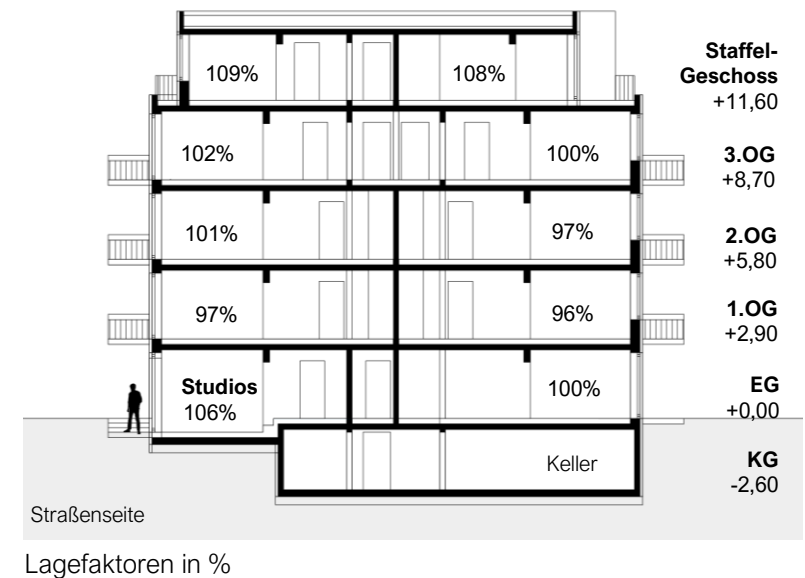 109%
108%
Staffel-
Geschoss
+11,60
102%
100%
3.OG
+8,70
101%
97%
2.OG
+5,80
97%
96%
1.OG
+2,90
Studios
106%
100%
EG
+0,00
Keller
KG
-2,60
Straßenseite
Lagefaktoren in %